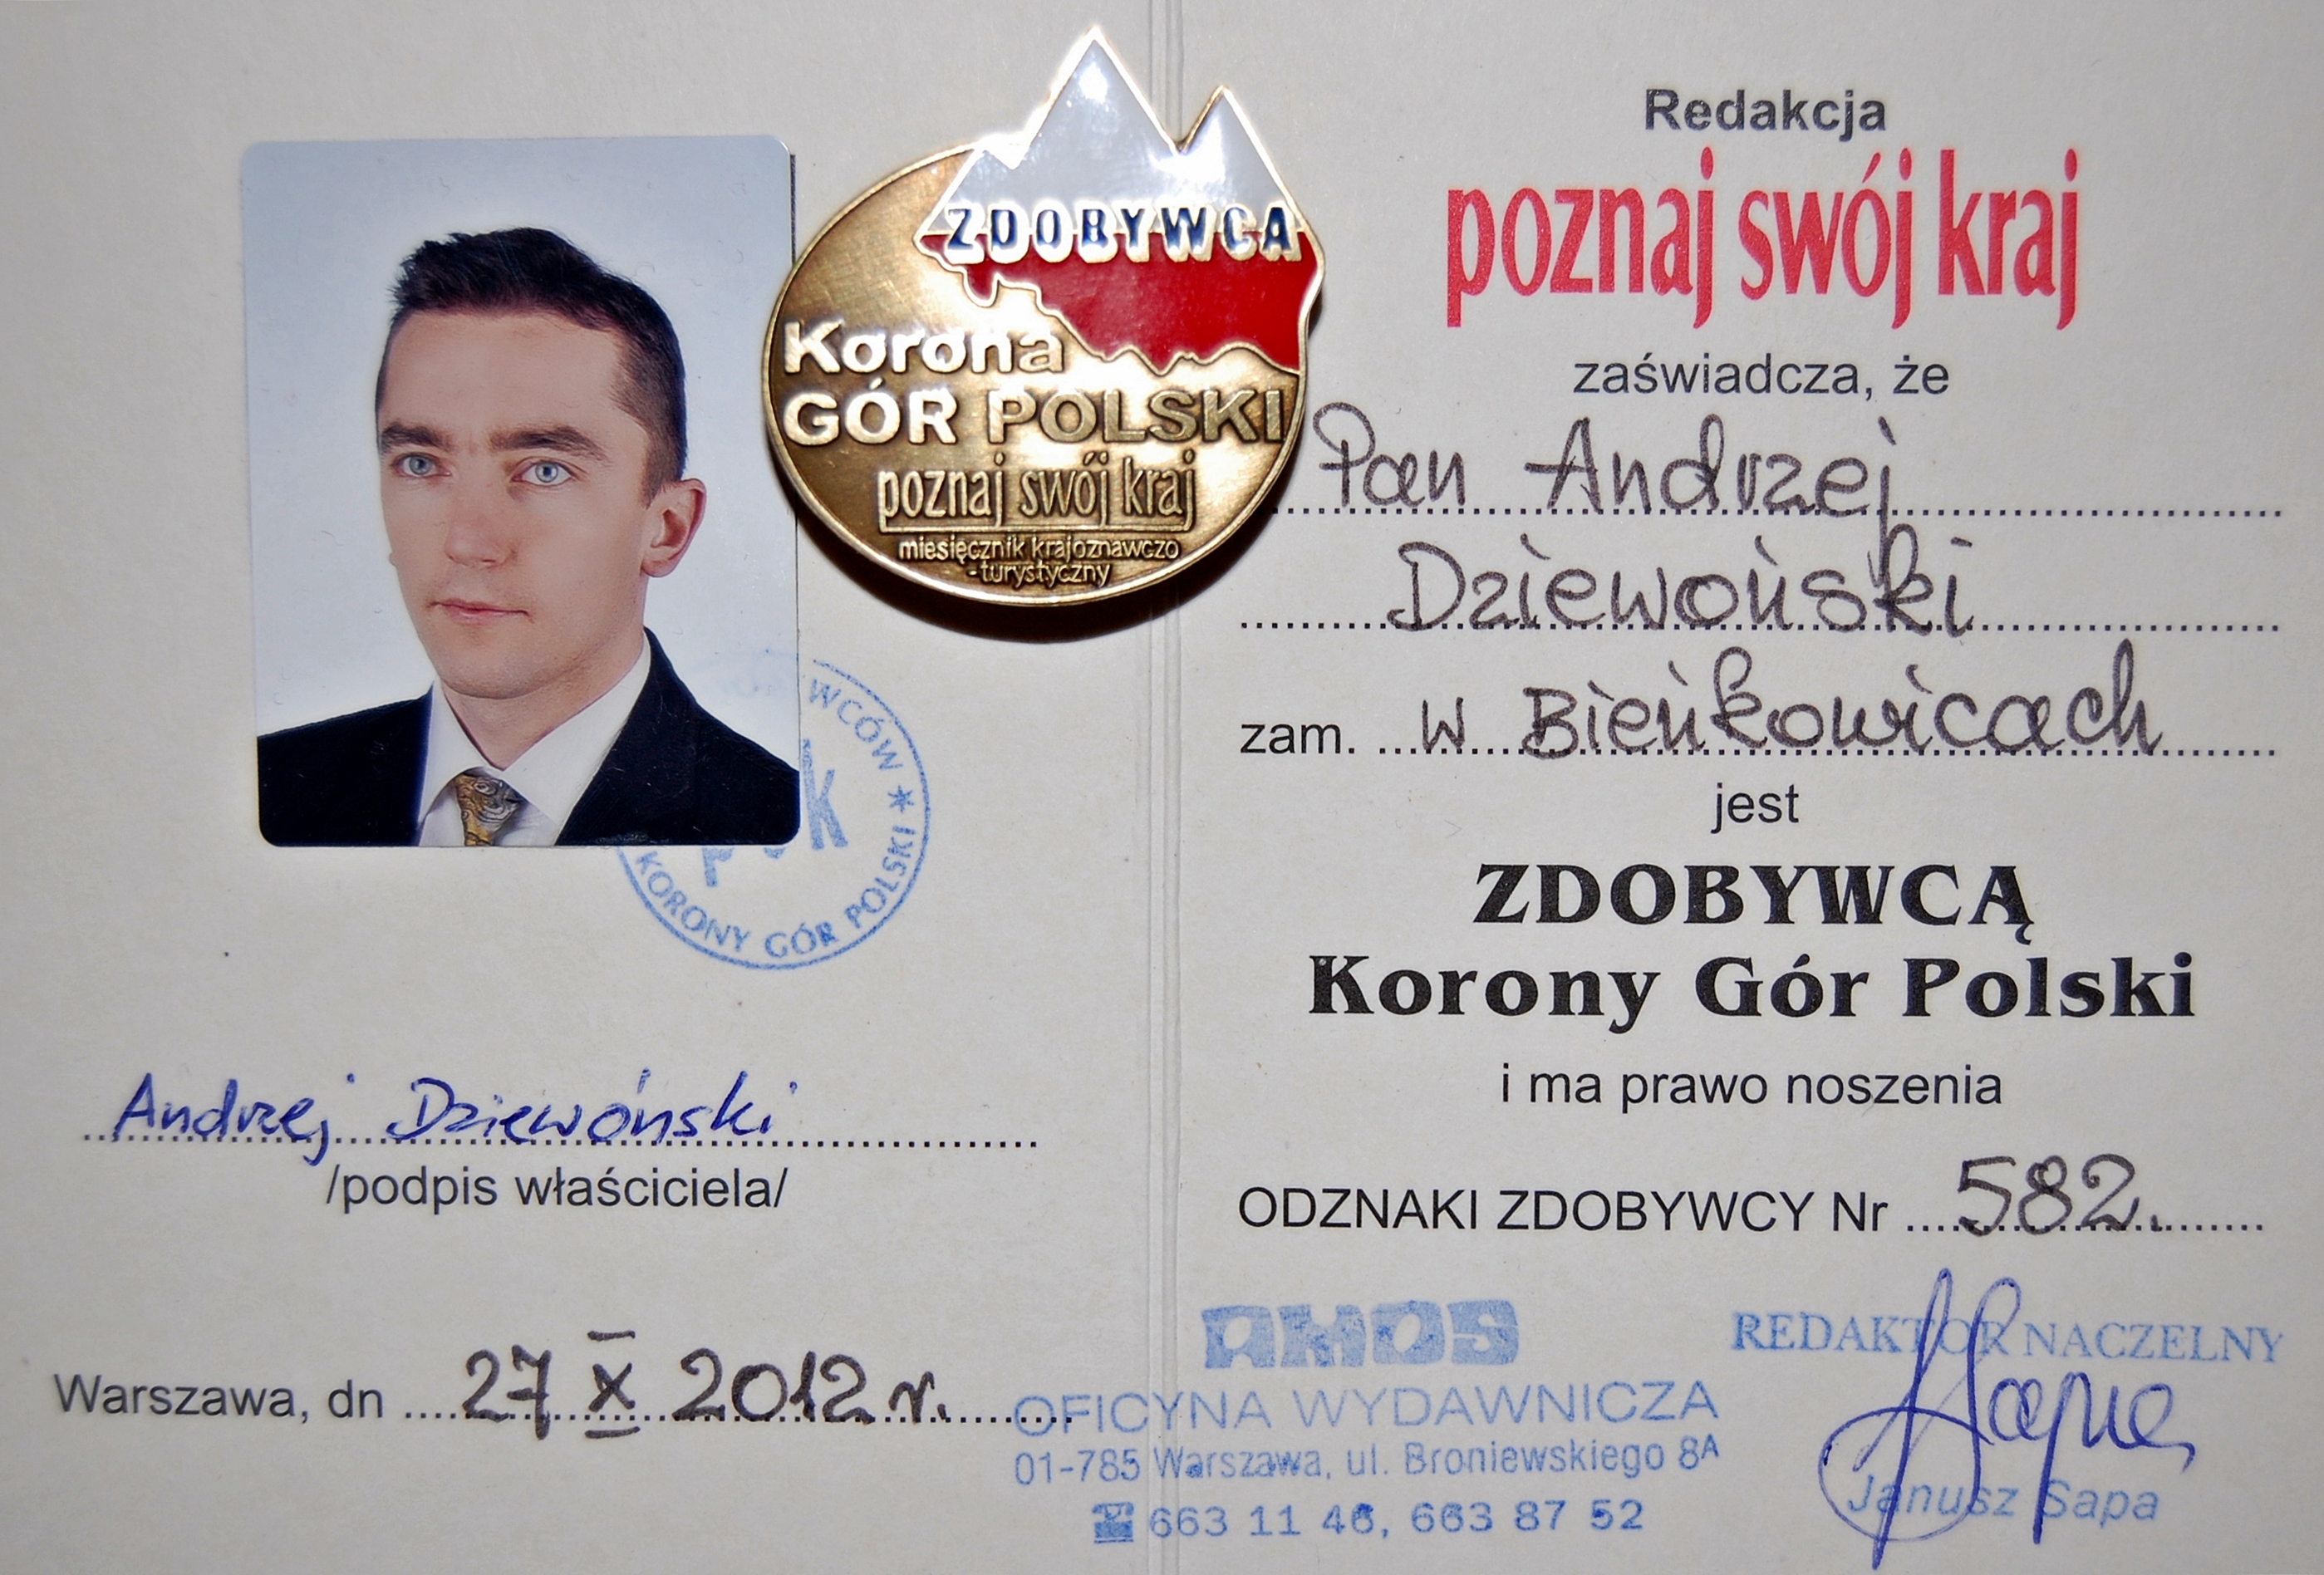 ZDOBYWCA
Korona
GÓR POLSKI
poznaj swój kraj
miesięcznik krajoznawczo
-turystyczny
WCÓW * KORONY GÓR POLSKI
Andrzej Dziewoński
/podpis właściciela/
Warszawa, dn 27 X 2012 r.
Redakcja
poznaj swój kraj
zaświadcza, że
Pan Andrzej
Dziewoński
zam. w Bieńkowicach
jest
ZDOBYWCĄ
Korony Gór Polski
i ma prawo noszenia
ODZNAKI ZDOBYWCY Nr 582.
AMOS
OFICYNA WYDAWNICZA
01-785 Warszawa, ul. Broniewskiego 8A
☎ 663 11 46, 663 87 52
REDAKTOR NACZELNY
Sapa
Janusz Sapa